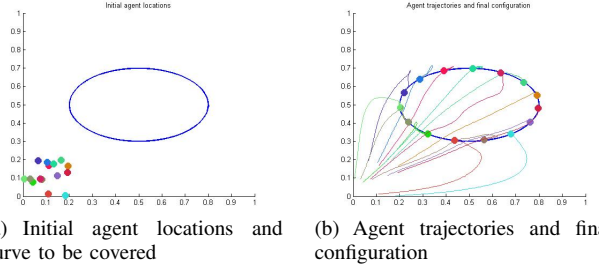 Initial agent locations
1
0.9
0.8
0.7
0.6
0.5
0.4
0.3
0.2
0.1
0
0 0.1 0.2 0.3 0.4 0.5 0.6 0.7 0.8 0.9 1
) Initial agent locations and
urve to be covered
Agent trajectories and final configuration
1
0.9
0.8
0.7
0.6
0.5
0.4
0.3
0.2
0.1
0
0 0.1 0.2 0.3 0.4 0.5 0.6 0.7 0.8 0.9 1
(b) Agent trajectories and fina
configuration